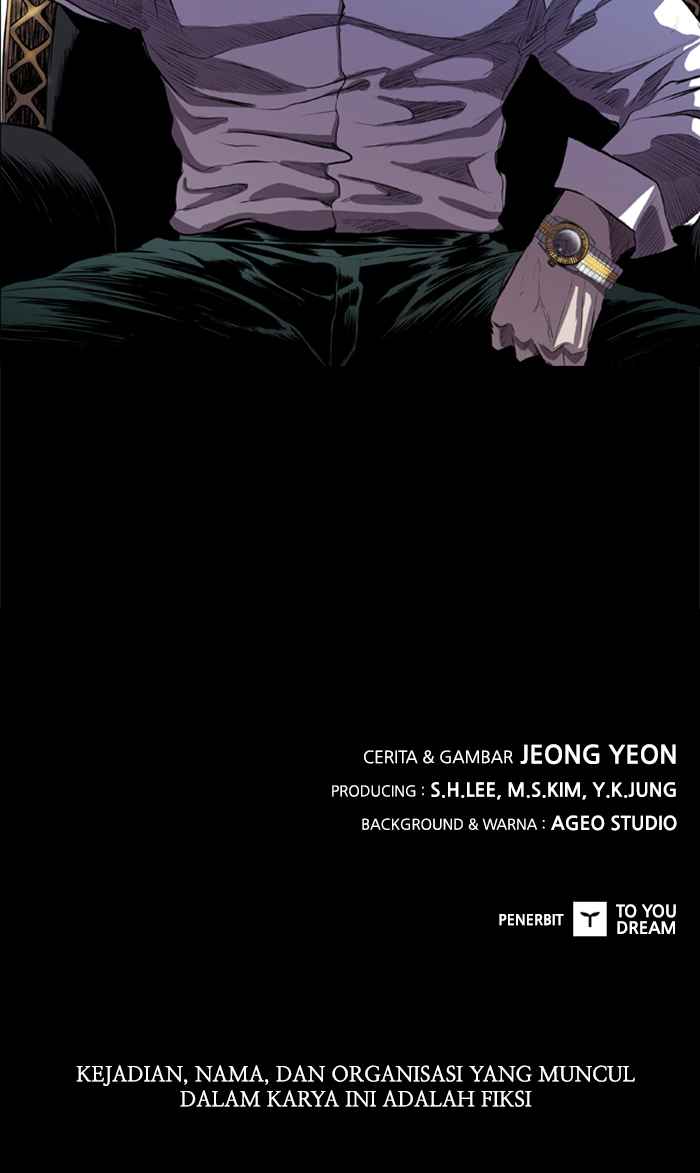 CERITA & GAMBAR JEONG YEON
PRODUCING : S.H.LEE, M.S.KIM, Y.K.JUNG
BACKGROUND & WARNA : AGEO STUDIO
PENERBIT TO YOU
DREAM
KEJADIAN, NAMA, DAN ORGANISASI YANG MUNCUL
DALAM KARYA INI ADALAH FIKSI